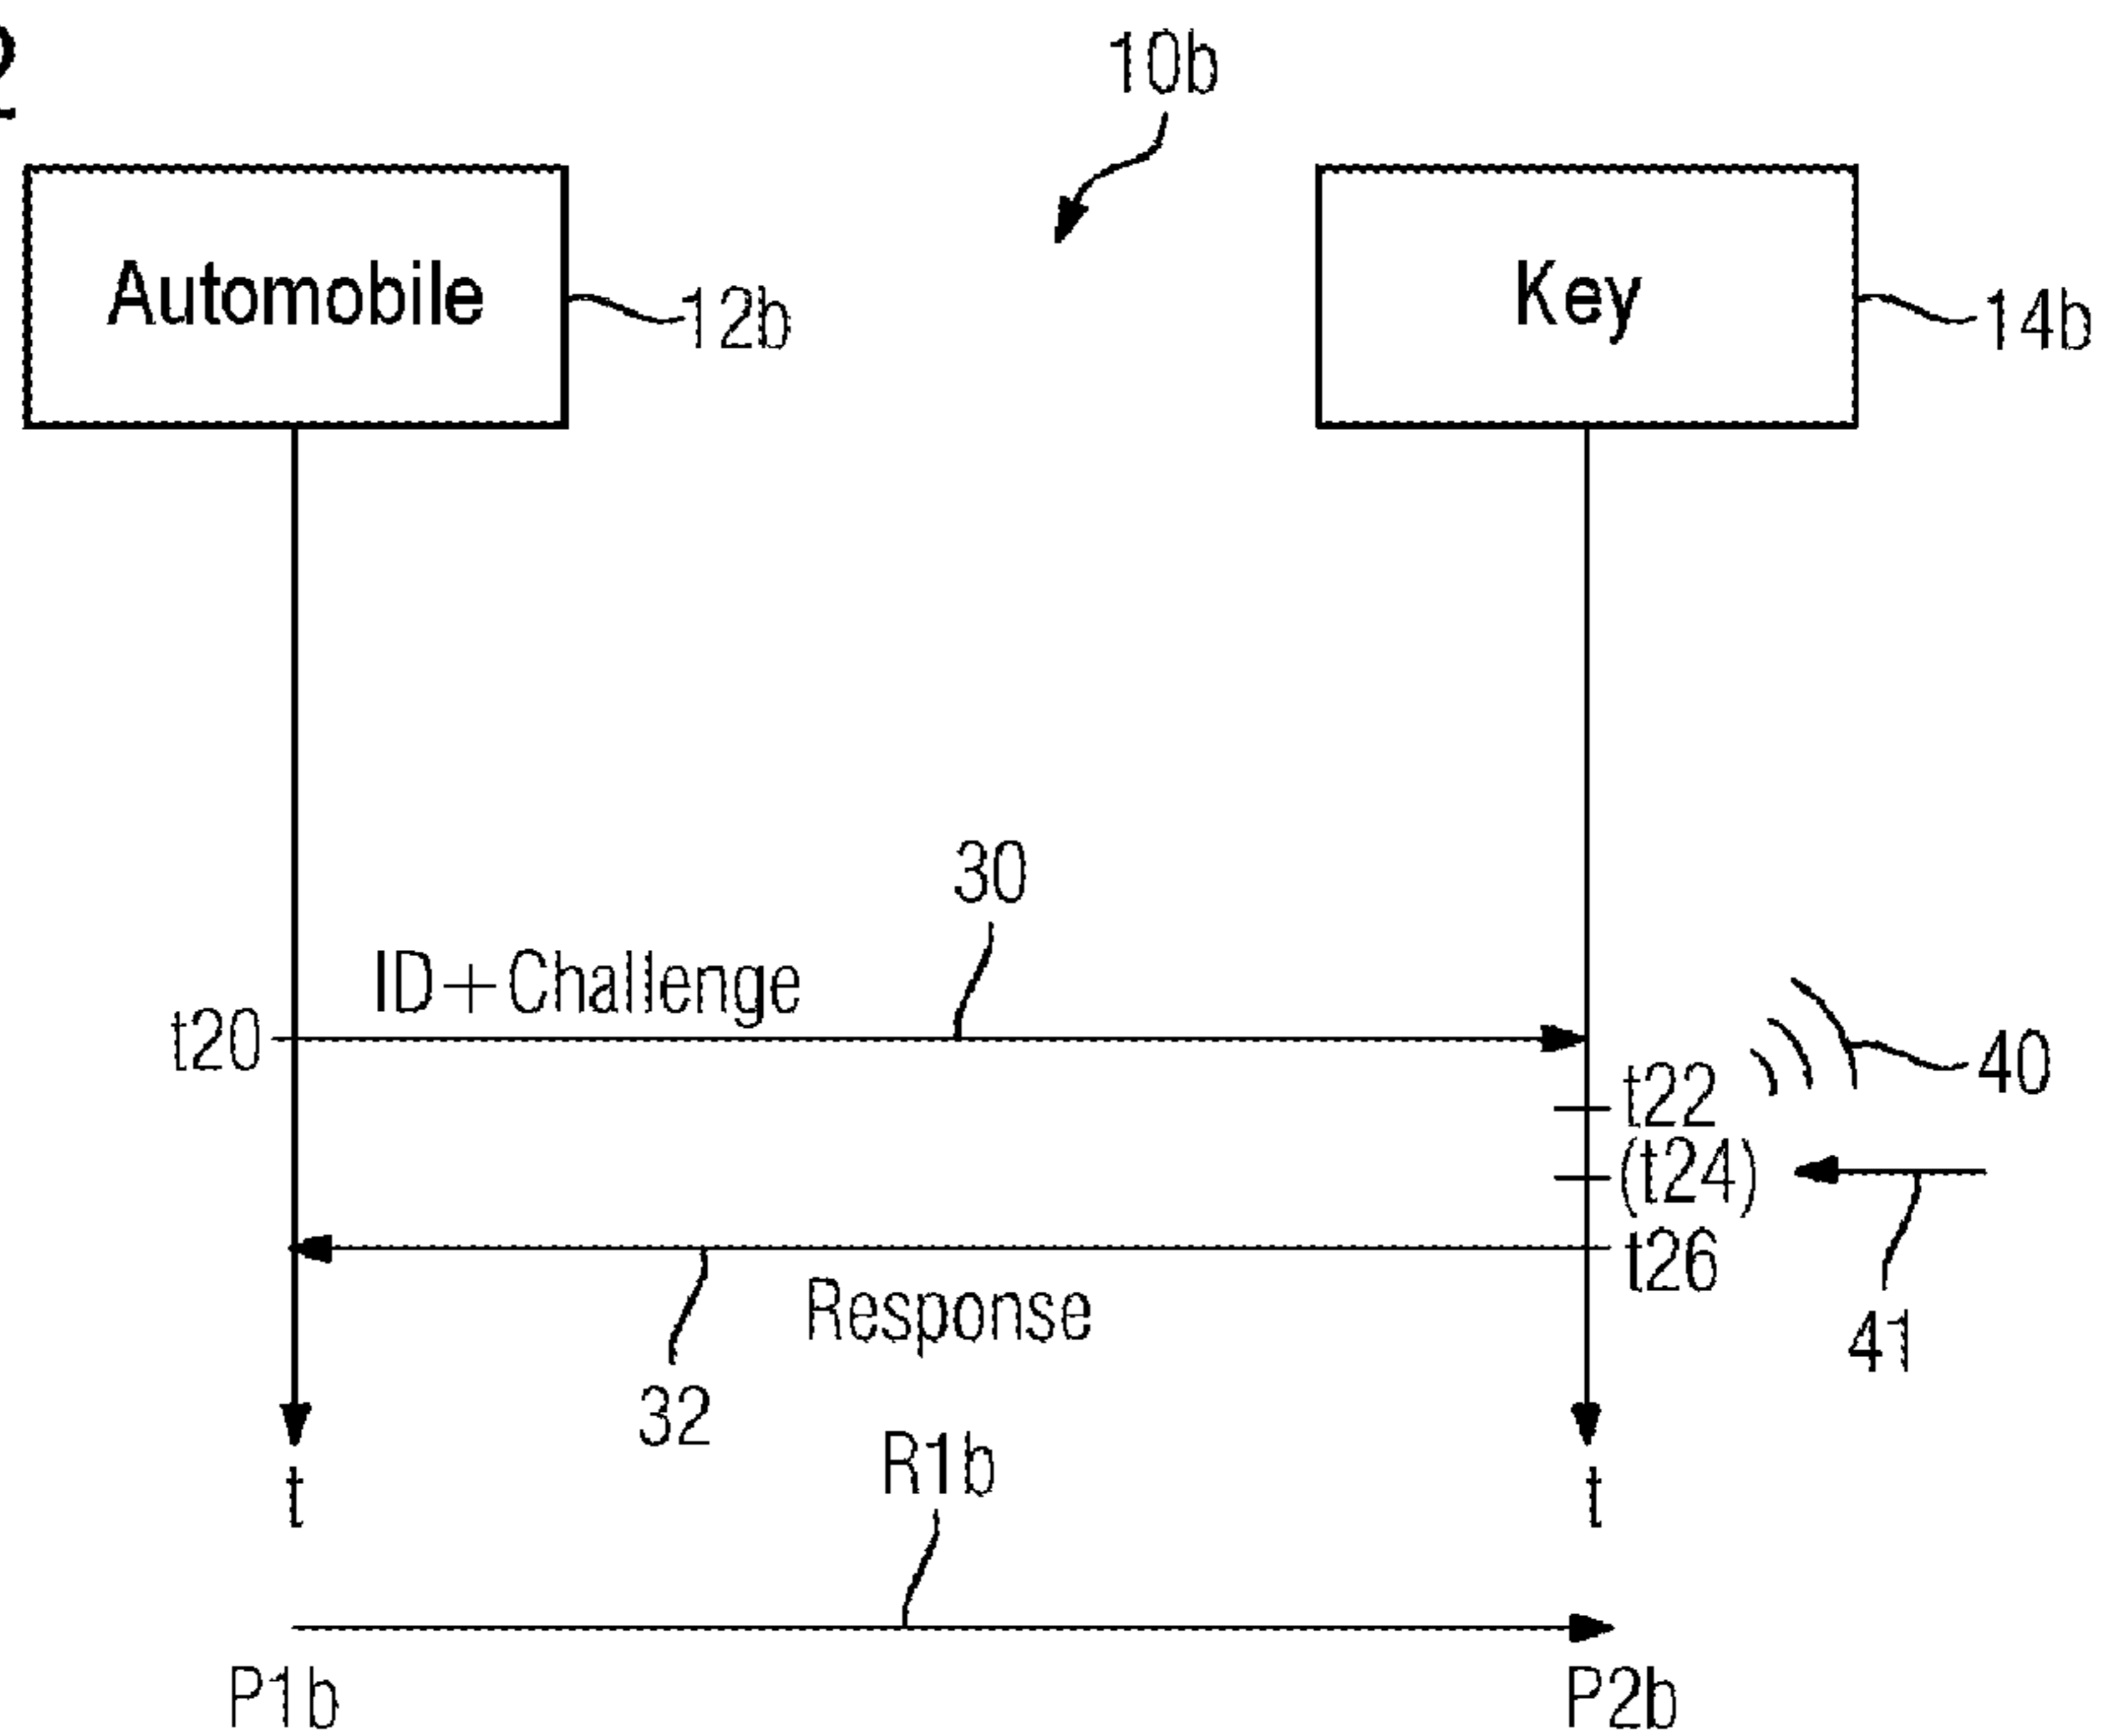 2
10b
Automobile
12b
Key
14b
30
ID+Challenge
t20
t22
40
(t24)
t26
Response
41
32
R1b
t
t
P1b
P2b